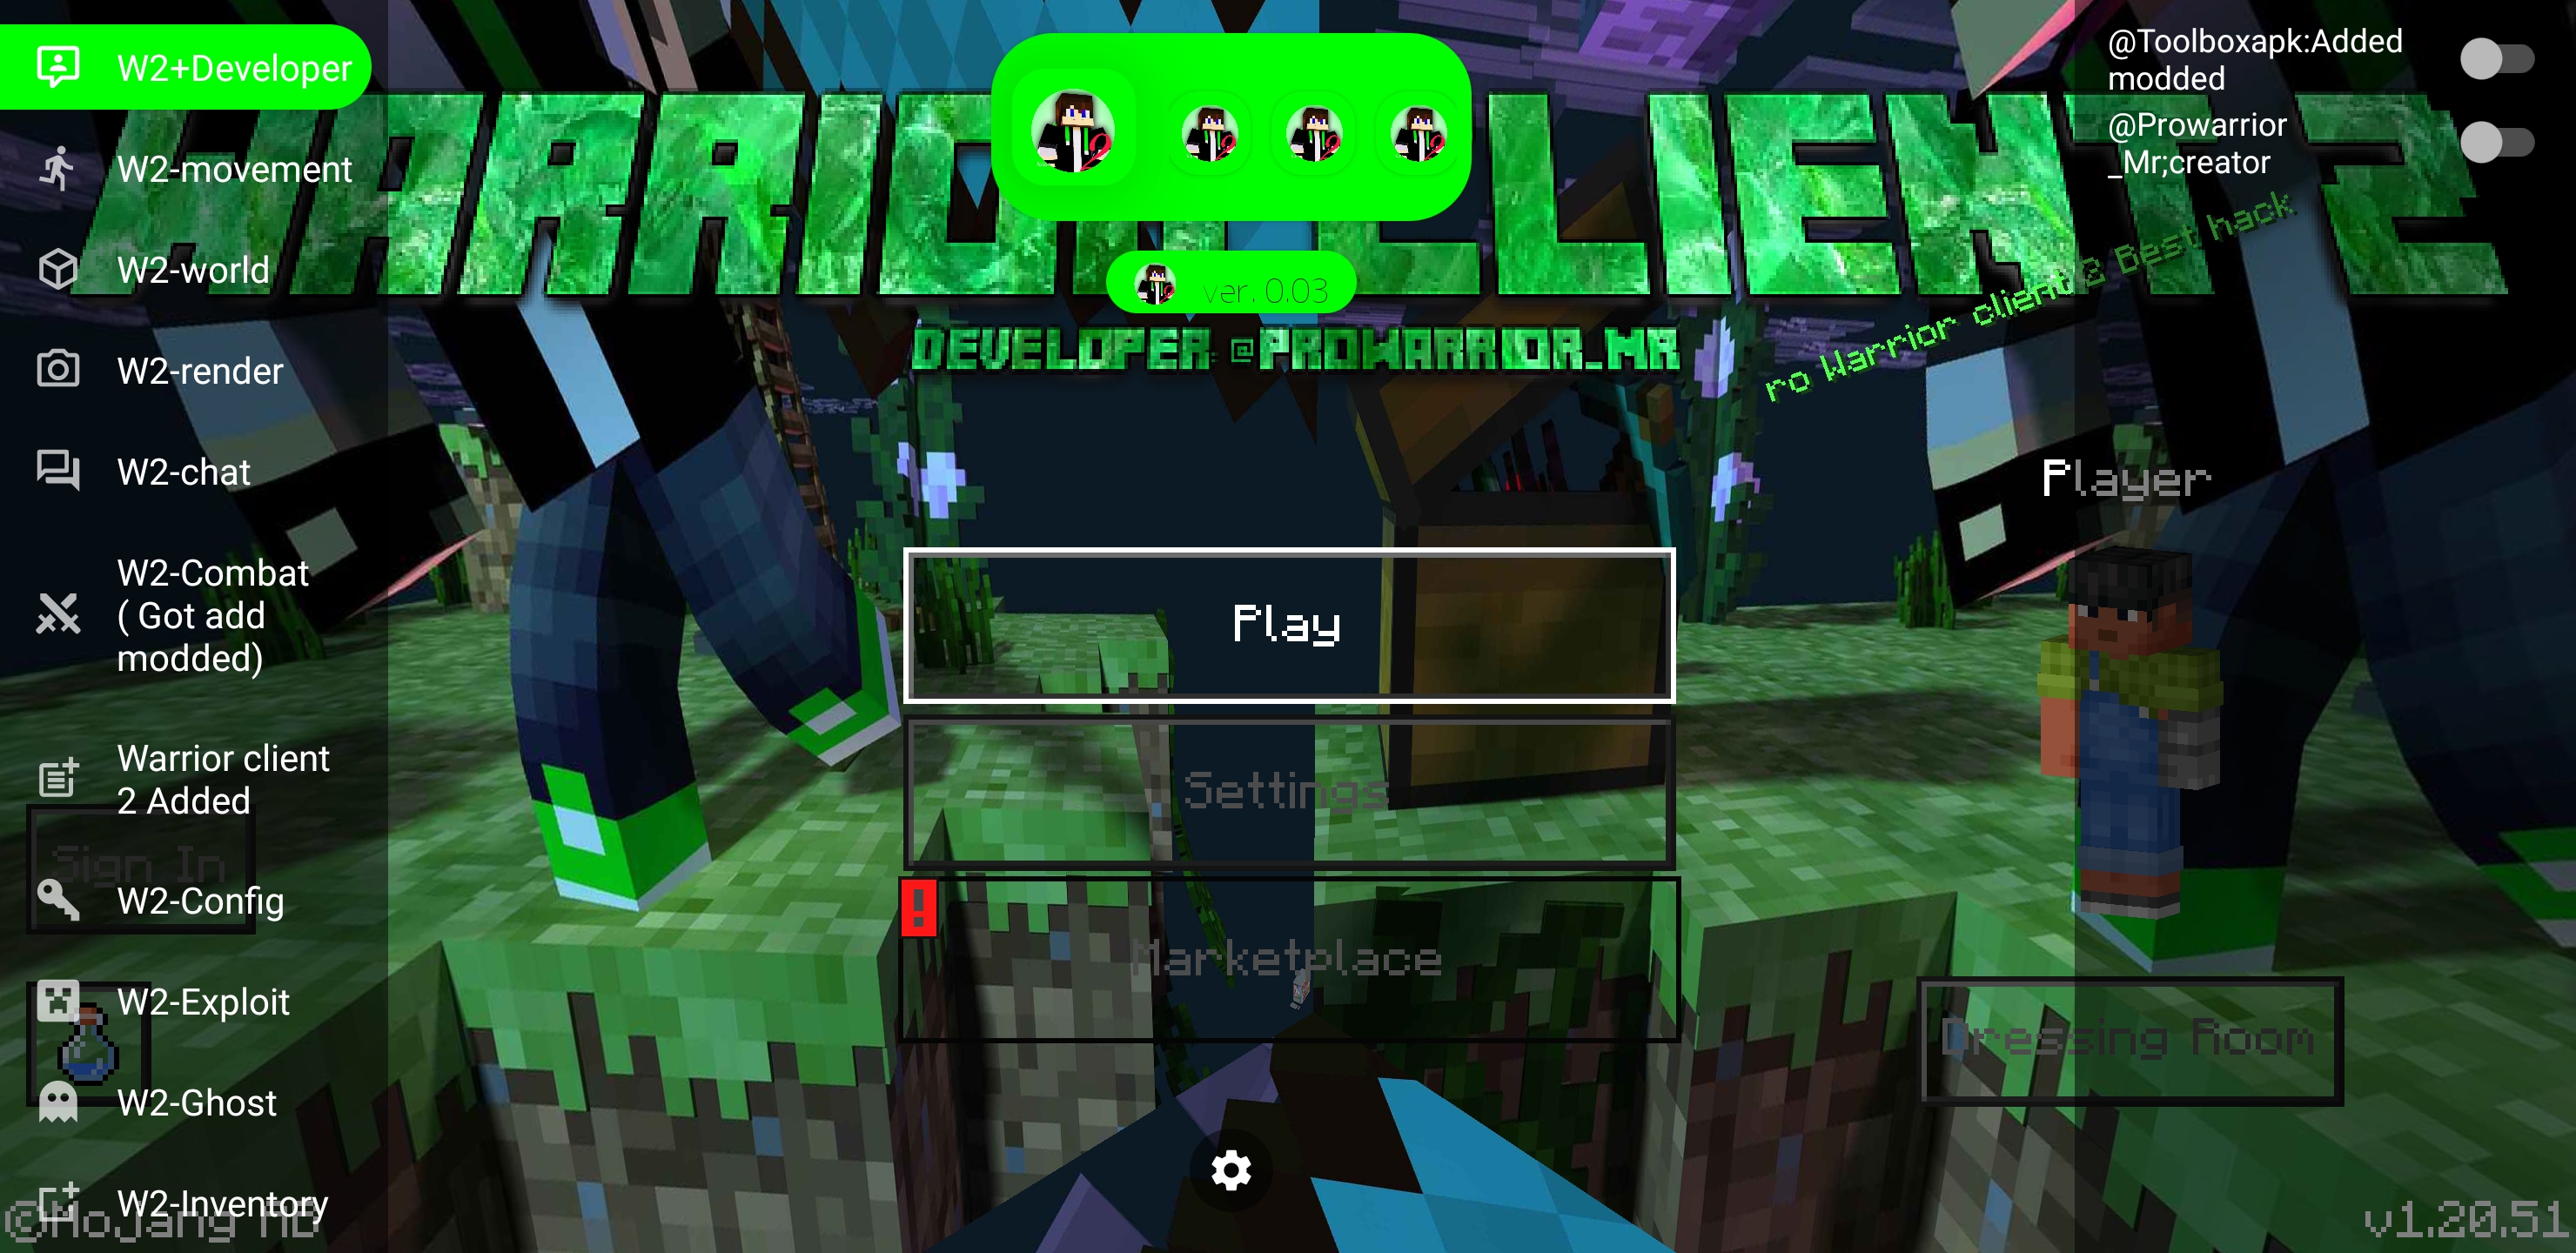 W2+Developer
W2-movement
W2-world
W2-render
W2-chat
W2-Combat
( Got add
modded)
Warrior client
2 Added
Sign In
W2-Config
W2-Exploit
W2-Ghost
W2-Inventory
©Mojang
WARRIOR CLIENT 2
ver. 0.03
DEVELOPER @PROWARRIOR_MR
ro Warrior client 2 Best hack
Play
Settings
!
Marketplace
@Toolboxapk:Added
modded
@Prowarrior
_Mr;creator
Player
Dressing Room
v1.20.51